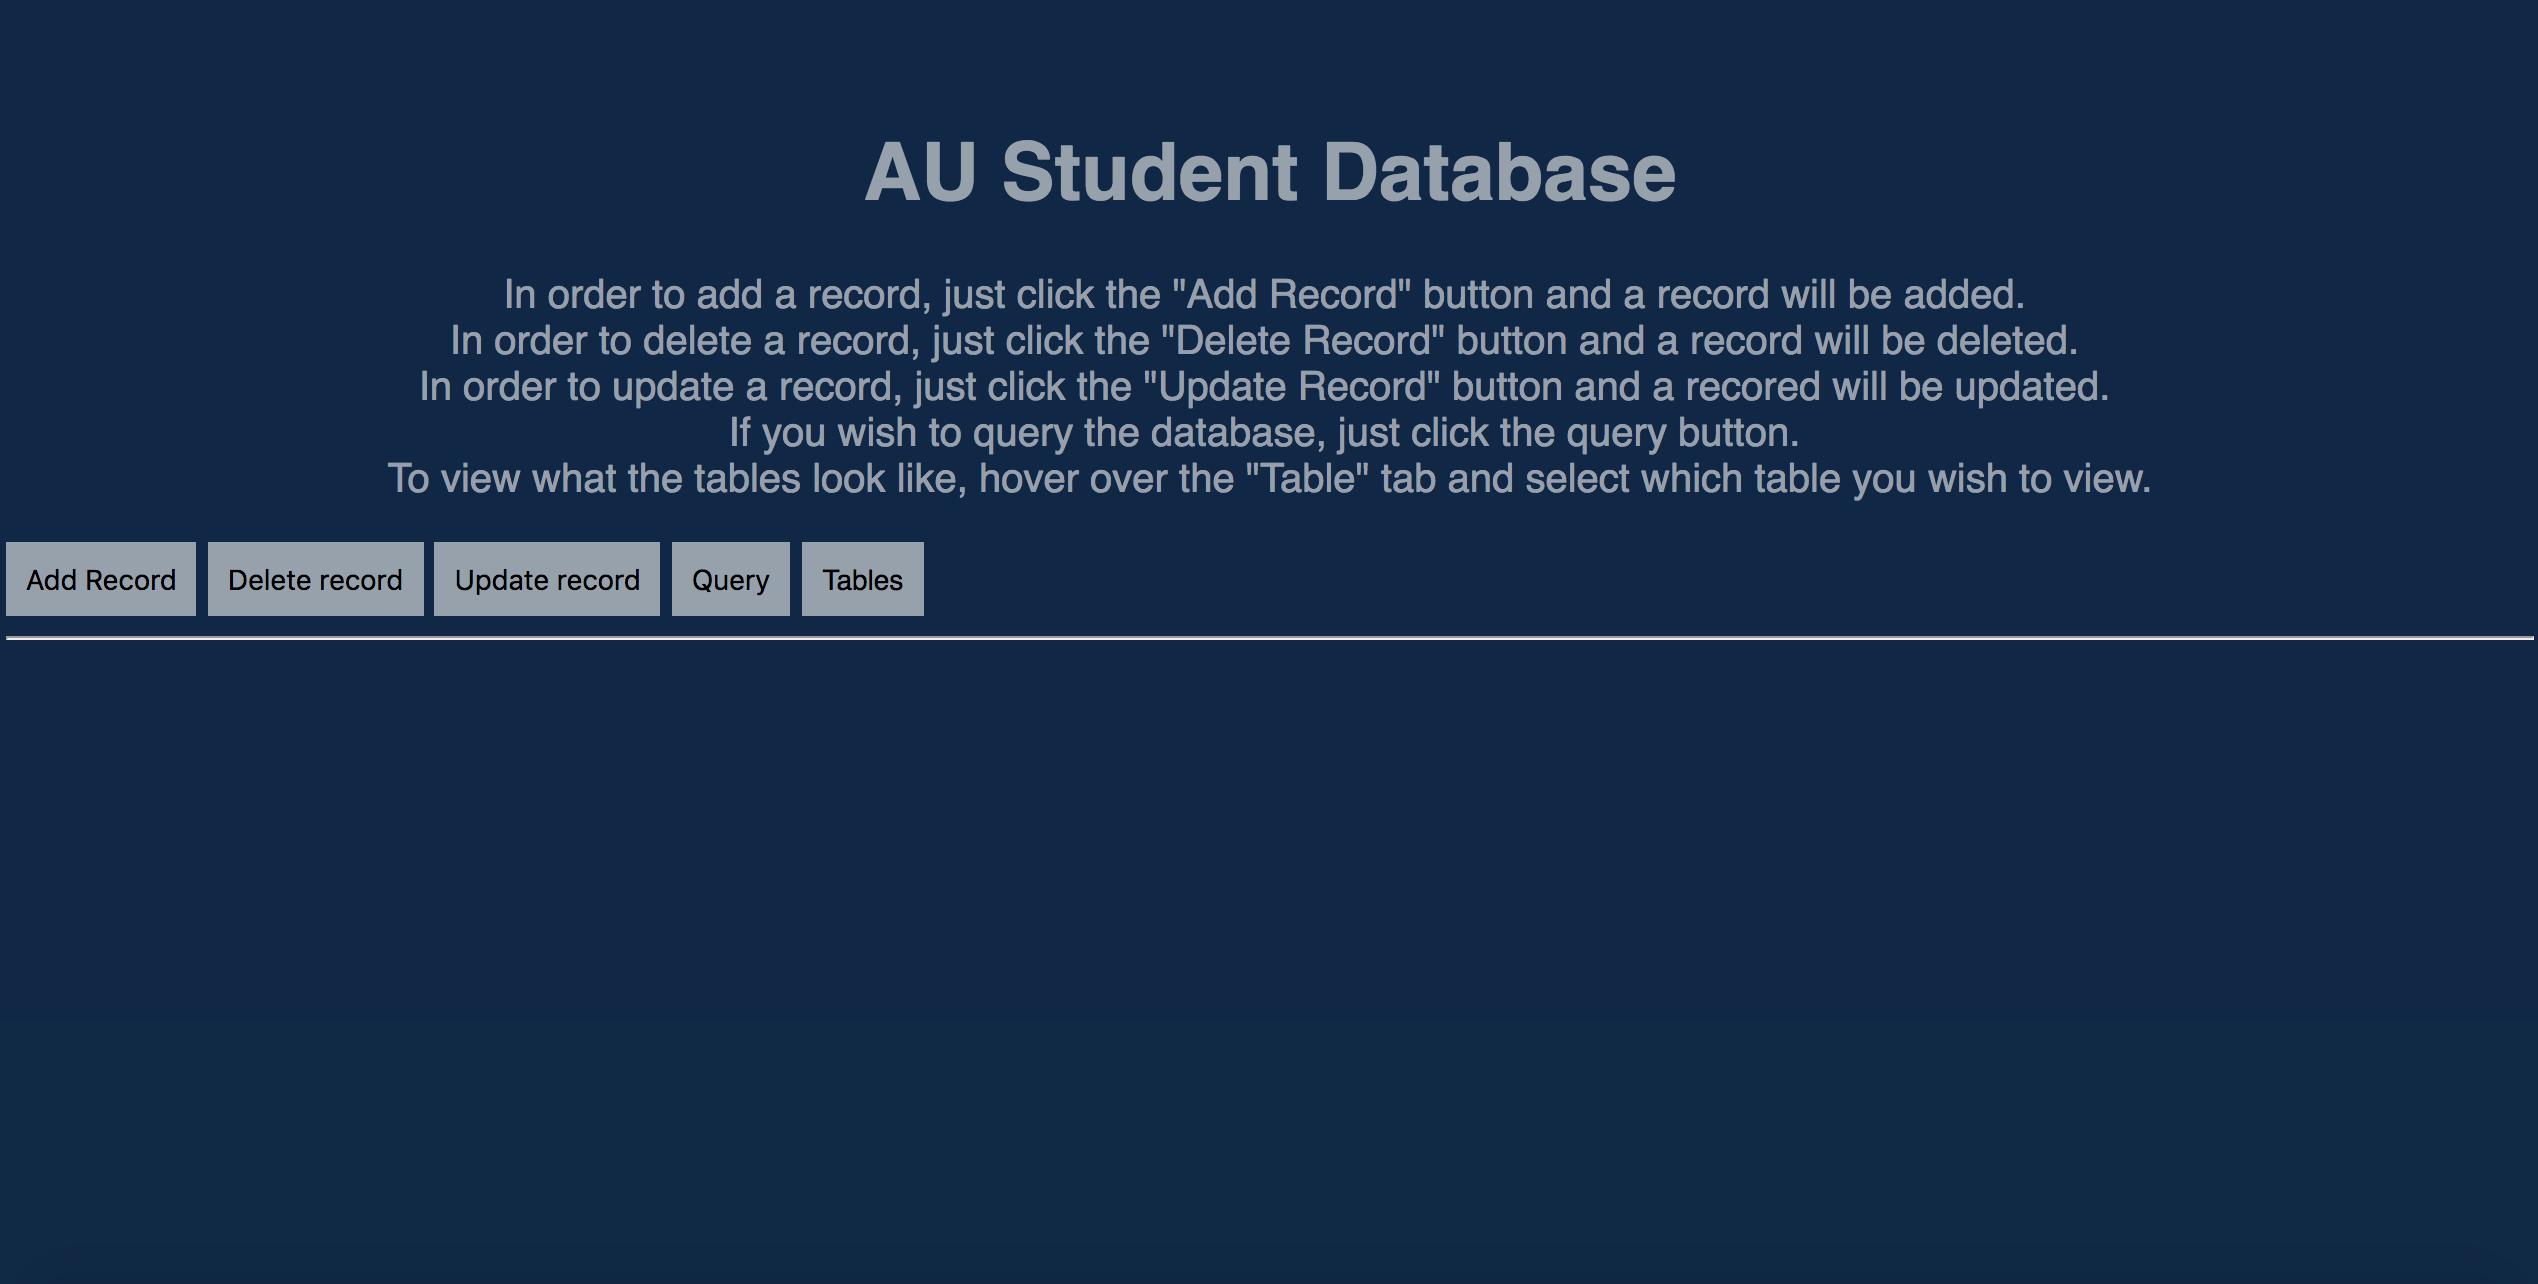 AU Student Database
In order to add a record, just click the "Add Record" button and a record will be added.
In order to delete a record, just click the "Delete Record" button and a record will be deleted.
In order to update a record, just click the "Update Record" button and a recored will be updated.
If you wish to query the database, just click the query button.
To view what the tables look like, hover over the "Table" tab and select which table you wish to view.
Add Record Delete record Update record Query Tables